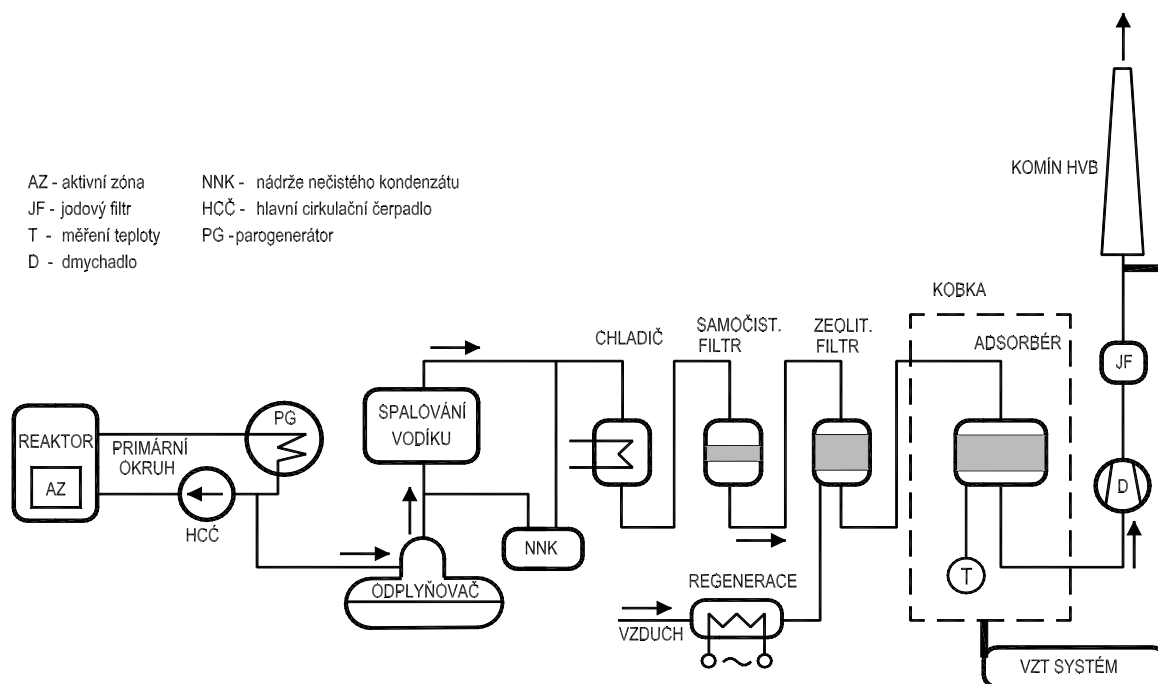 KOMÍN HVB
AZ - aktivní zóna
JF - jodový filtr
T - měření teploty
D - dmychadlo
NNK - nádrže nečistého kondenzátu
HCČ - hlavní cirkulační čerpadlo
PG - parogenerátor
KOBKA
CHLADIČ
SAMOČIST.
FILTR
ZEOLIT.
FILTR
ADSORBÉR
JF
SPALOVÁNÍ
VODÍKU
PG
REAKTOR
PRIMÁRNÍ
OKRUH
AZ
HCČ
D
NNK
ODPLYŇOVAČ
REGENERACE
T
VZDUCH
VZT SYSTÉM